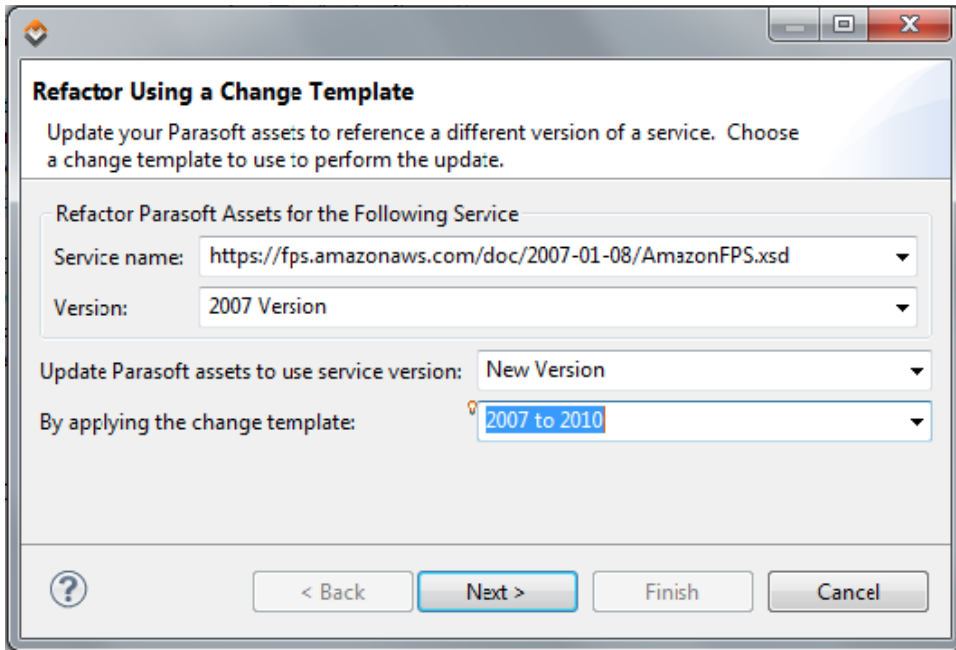 Refactor Using a Change Template
Update your Parasoft assets to reference a different version of a service.  Choose
a change template to use to perform the update.
Refactor Parasoft Assets for the Following Service
Service name: https://fps.amazonaws.com/doc/2007-01-08/AmazonFPS.xsd
Version: 2007 Version
Update Parasoft assets to use service version: New Version
By applying the change template: 2007 to 2010
? < Back Next > Finish Cancel